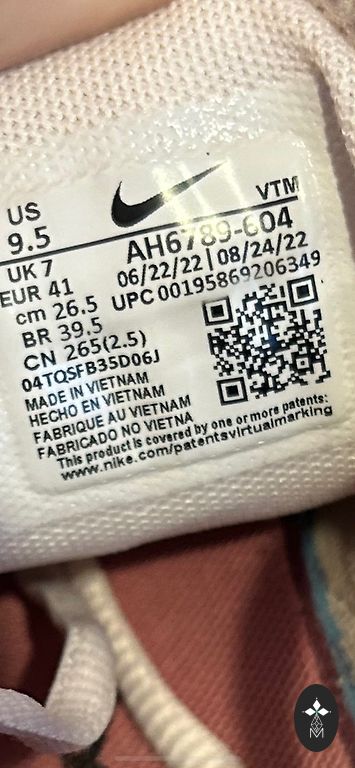 VTM
US
9.5
AH6789-604
UK 7
06/22/22 | 08/24/22
EUR 41
UPC 00195869206349
cm 26.5
BR 39.5
CN 265(2.5)
04TQSFB35D06J
MADE IN VIETNAM
HECHO EN VIETNAM
FABRIQUE AU VIETNAM
FABRICADO NO VIETNA
This product is covered by one or more patents:
www.nike.com/patentsvirtualmarking
M